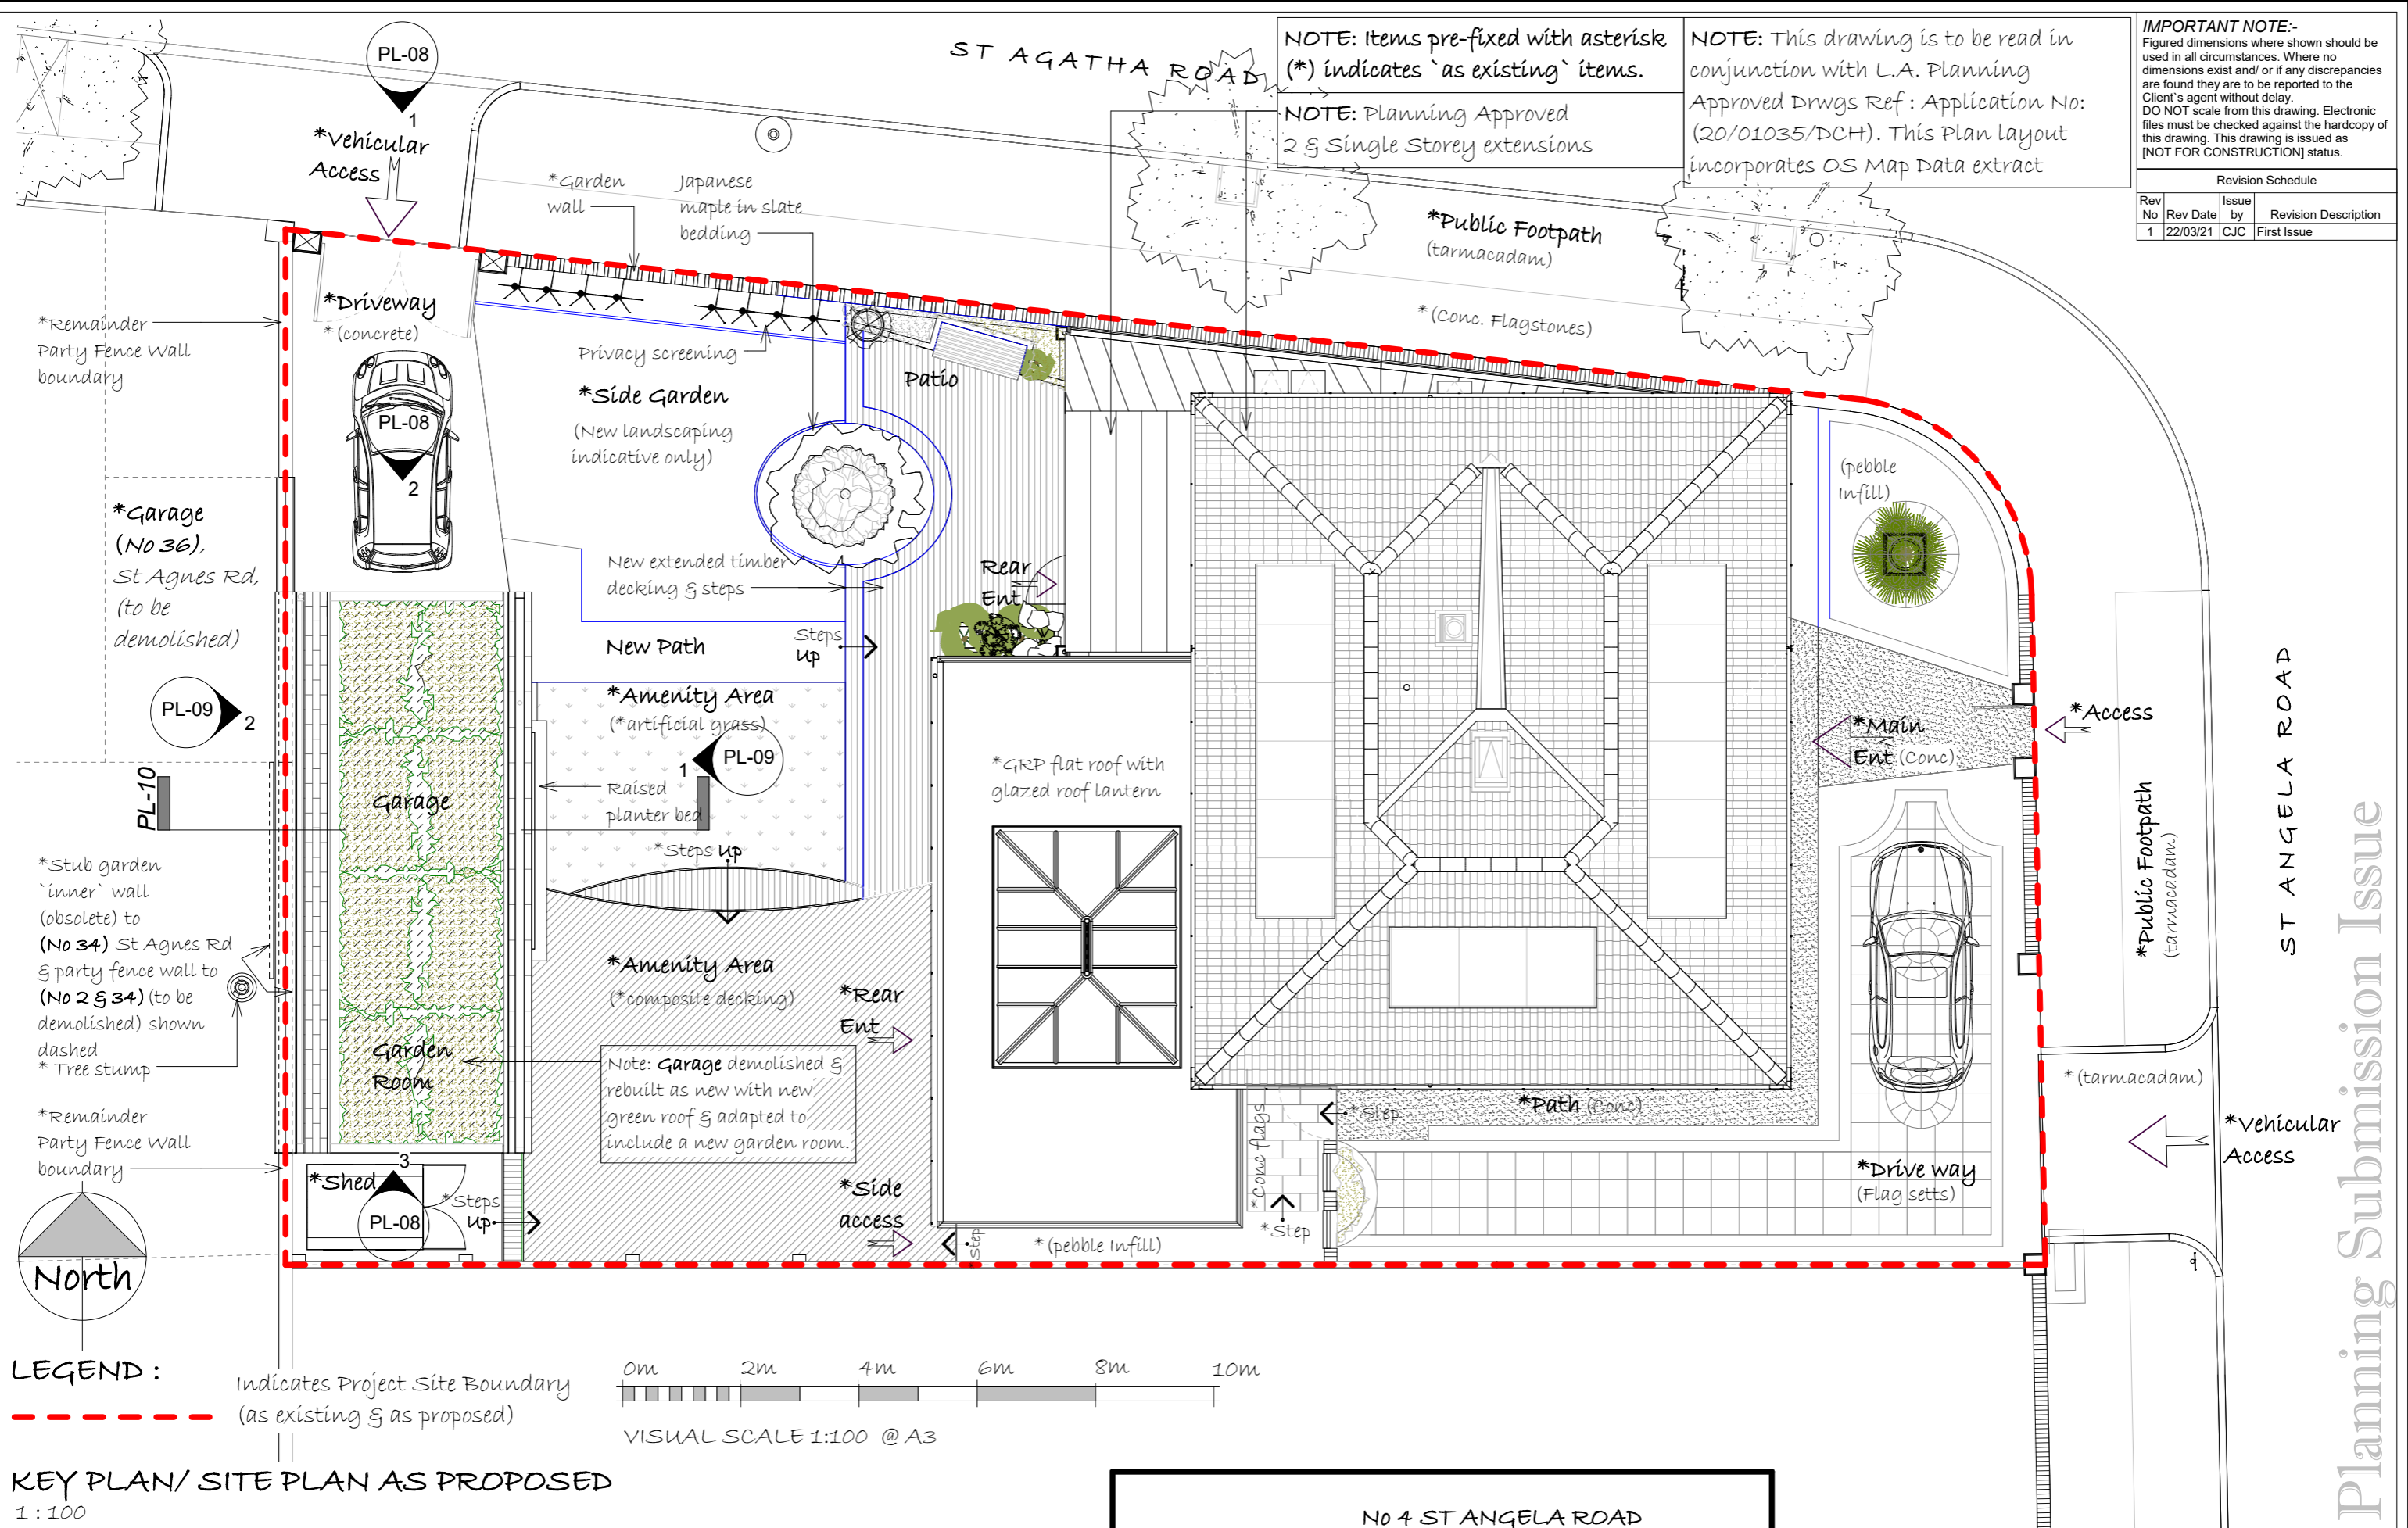 ST AGATHA ROAD
NOTE: Items pre-fixed with asterisk
(*) indicates `as existing` items.
NOTE: Planning Approved
2 & Single Storey extensions
NOTE: This drawing is to be read in
conjunction with L.A. Planning
Approved Drwgs Ref : Application No:
(20/01035/DCH). This Plan layout
incorporates OS Map Data extract
IMPORTANT NOTE:-
Figured dimensions where shown should be
used in all circumstances. Where no
dimensions exist and/ or if any discrepancies
are found they are to be reported to the
Client`s agent without delay.
DO NOT scale from this drawing. Electronic
files must be checked against the hardcopy of
this drawing. This drawing is issued as
[NOT FOR CONSTRUCTION] status.
Revision Schedule
Rev No | Rev Date | Issue by | Revision Description
1 | 22/03/21 | CJC | First Issue
PL-08
1
*Vehicular
Access
*Garden
wall
Japanese
maple in slate
bedding
*Public Footpath
(tarmacadam)
*(Conc. Flagstones)
*Remainder
Party Fence Wall
boundary
*Driveway
*(concrete)
PL-08
2
Privacy screening
*Side Garden
(New landscaping
indicative only)
Patio
(pebble
Infill)
*Garage
(No 36),
St Agnes Rd,
(to be
demolished)
New extended timber
decking & steps
Rear
Ent
New Path
Steps
Up
PL-09
2
*Amenity Area
(*artificial grass)
PL-09
1
*GRP flat roof with
glazed roof lantern
*Main
Ent (Conc)
*Access
ST ANGELA ROAD
PL-10
Garage
Raised
planter bed
*Steps Up
*Public Footpath
(tarmacadam)
*Stub garden
`inner` wall
(obsolete) to
(No 34) St Agnes Rd
& party fence wall to
(No 2 & 34) (to be
demolished) shown
dashed
* Tree stump
*Amenity Area
(*composite decking)
*Rear
Ent
Garden
Room
Note: Garage demolished &
rebuilt as new with new
green roof & adapted to
include a new garden room.
*Remainder
Party Fence Wall
boundary
*Path (Conc)
*Step
*Conc flags
*Step
*(tarmacadam)
*Vehicular
Access
*Drive way
(Flag setts)
*Shed
3
PL-08
*Steps
Up
*Side
access
*Step
*(pebble Infill)
North
LEGEND :
Indicates Project Site Boundary
(as existing & as proposed)
0m 2m 4m 6m 8m 10m
VISUAL SCALE 1:100 @ A3
KEY PLAN/ SITE PLAN AS PROPOSED
1 : 100
No 4 ST ANGELA ROAD
Planning Submission Issue